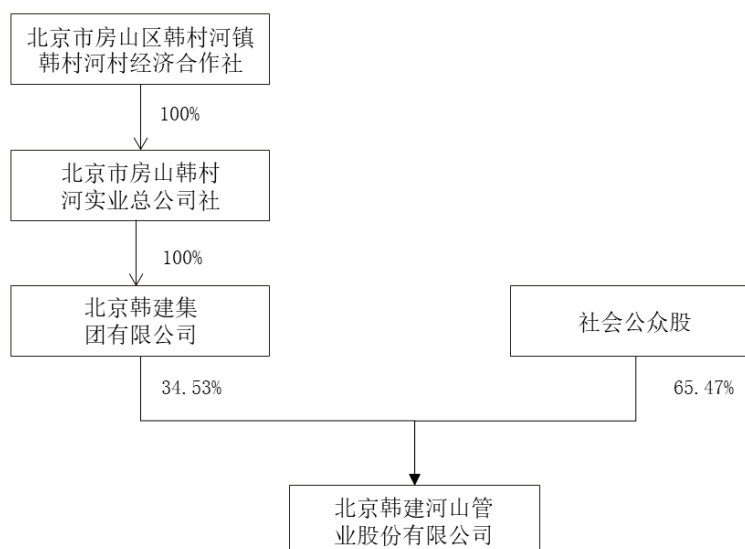 北京市房山区韩村河镇
韩村河村经济合作社
100%
北京市房山韩村
河实业总公司社
100%
北京韩建集
团有限公司
社会公众股
34.53%
65.47%
北京韩建河山管
业股份有限公司